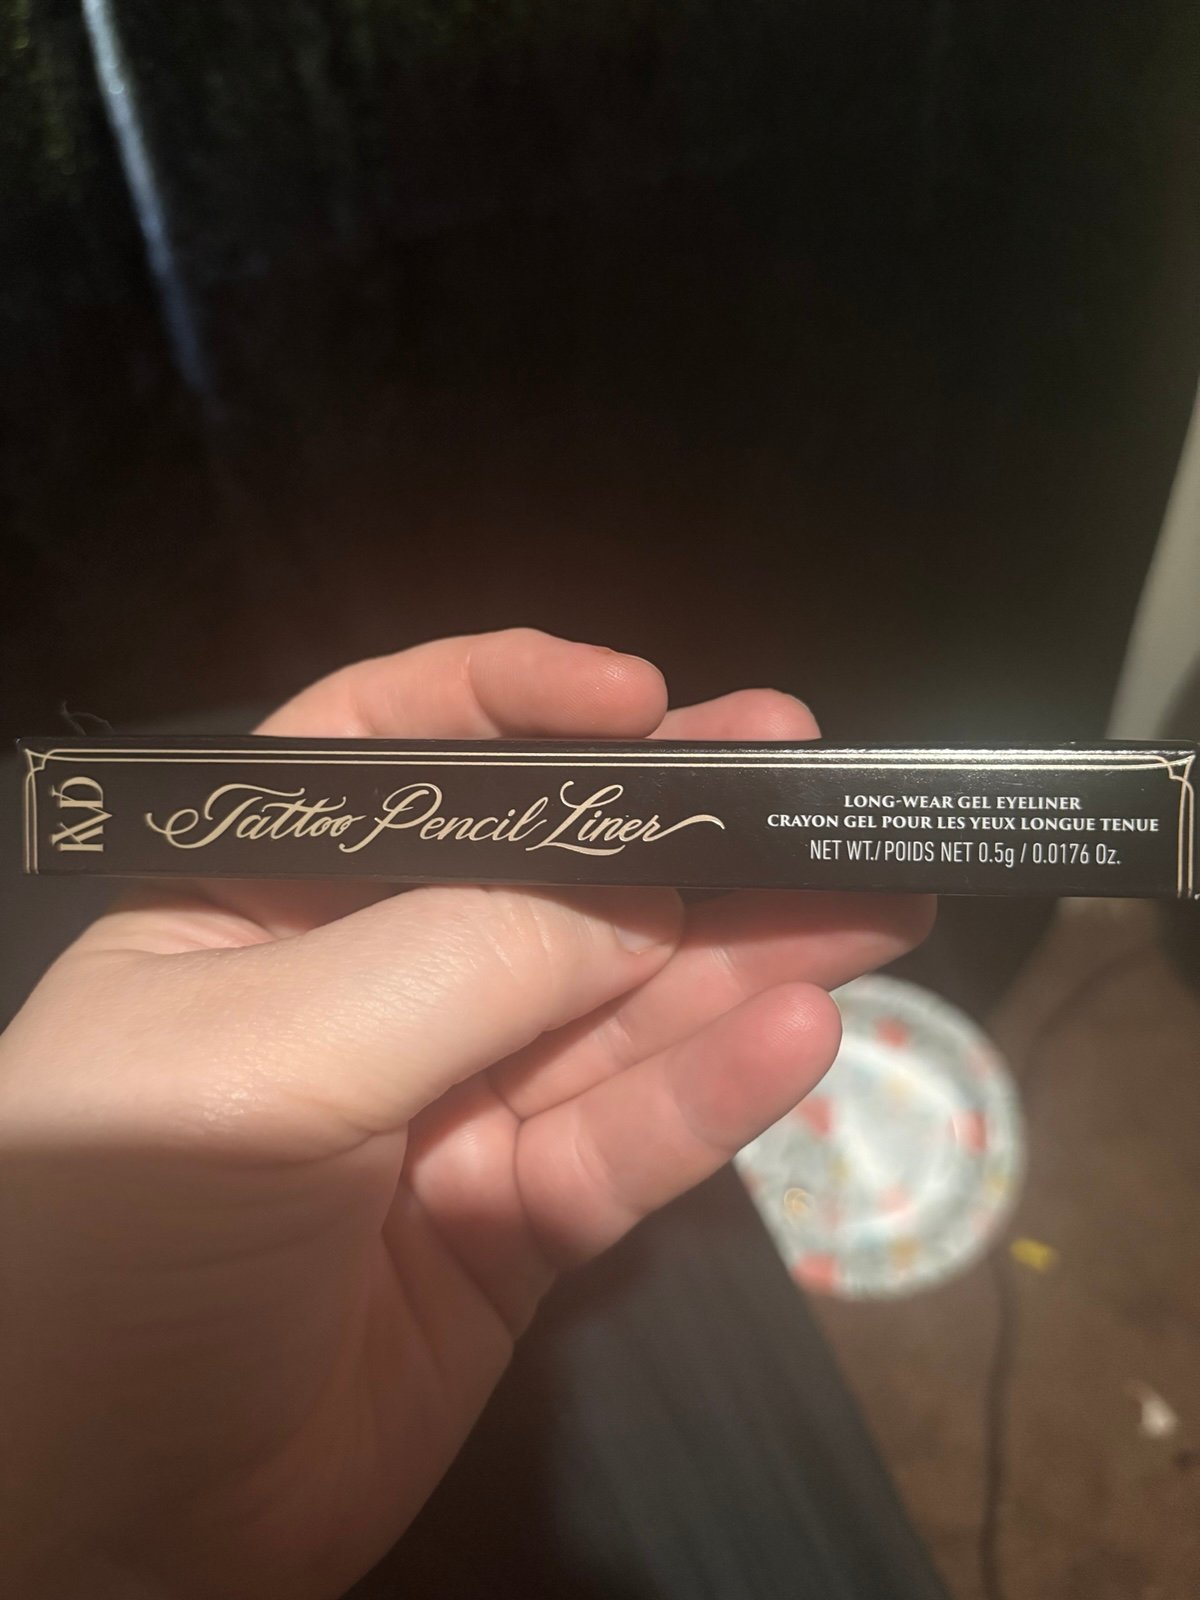 KVD
Tattoo Pencil Liner
LONG-WEAR GEL EYELINER
CRAYON GEL POUR LES YEUX LONGUE TENUE
NET WT./POIDS NET 0.5g / 0.0176 Oz.